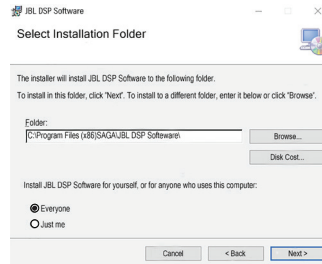 JBL DSP Software
Select Installation Folder
The installer will install JBL DSP Software to the following folder.
To install in this folder, click "Next". To install to a different folder, enter it below or click "Browse".
Folder:
C:\Program Files (x86)SAGA\JBL DSP Softeware\
Browse...
Disk Cost...
Install JBL DSP Software for yourself, or for anyone who uses this computer:
Everyone
Just me
Cancel < Back Next >